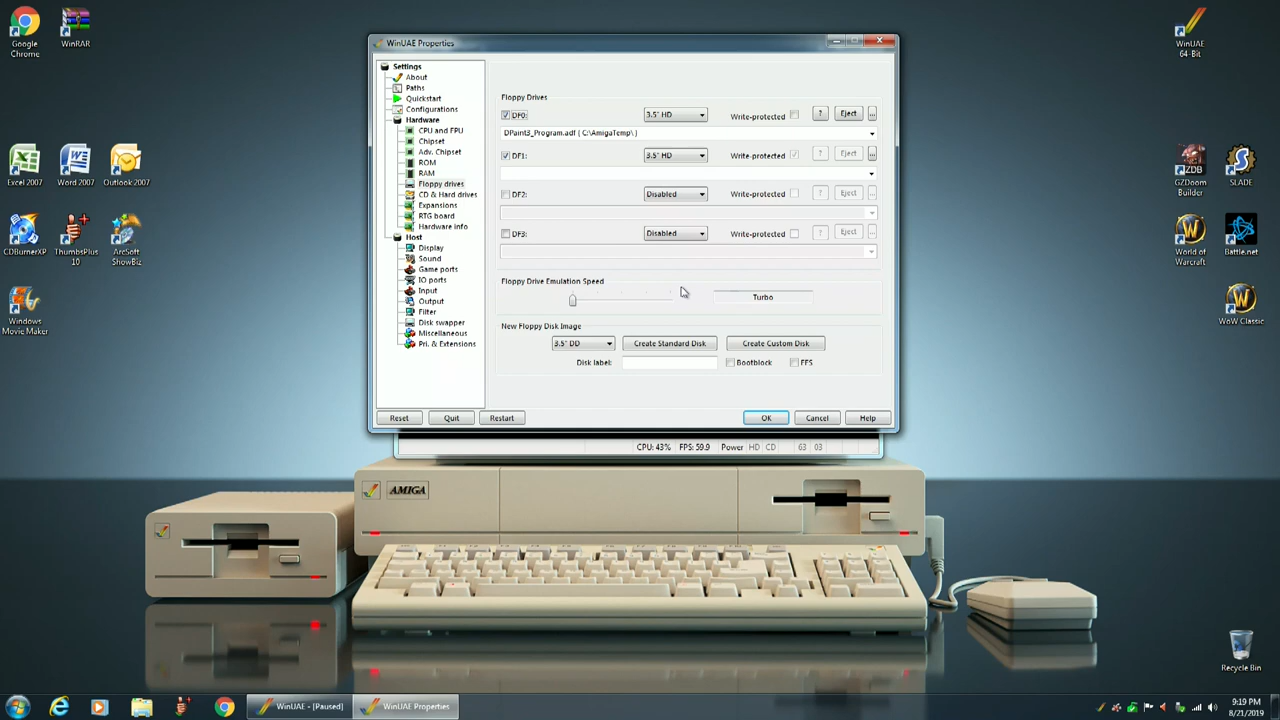 Google
Chrome
WinRAR
WinUAE
64-Bit
WinUAE Properties
Settings
About
Paths
Quickstart
Configurations
Hardware
CPU and FPU
Chipset
Adv. Chipset
ROM
RAM
Floppy drives
CD & Hard drives
Expansions
RTG board
Hardware info
Host
Display
Sound
Game ports
IO ports
Input
Output
Filter
Disk swapper
Miscellaneous
Pri. & Extensions
Floppy Drives
DF0: 3.5" HD Write-protected ? Eject ...
DPaint3_Program.adf ( C:\AmigaTemp\ )
DF1: 3.5" HD Write-protected ? Eject ...
DF2: Disabled Write-protected ? Eject ...
DF3: Disabled Write-protected ? Eject ...
Floppy Drive Emulation Speed
Turbo
New Floppy Disk Image
3.5" DD Create Standard Disk Create Custom Disk
Disk label: Bootblock FFS
Reset Quit Restart OK Cancel Help
CPU: 43% FPS: 59.9 Power HD CD 63 03
Excel 2007
Word 2007
Outlook 2007
CDBurnerXP
ThumbsPlus
10
ArcSoft
ShowBiz
Windows
Movie Maker
GZDoom
Builder
SLADE
World of
Warcraft
Battle.net
WoW Classic
AMIGA
Recycle Bin
WinUAE - [Paused]
WinUAE Properties
9:19 PM
8/21/2019